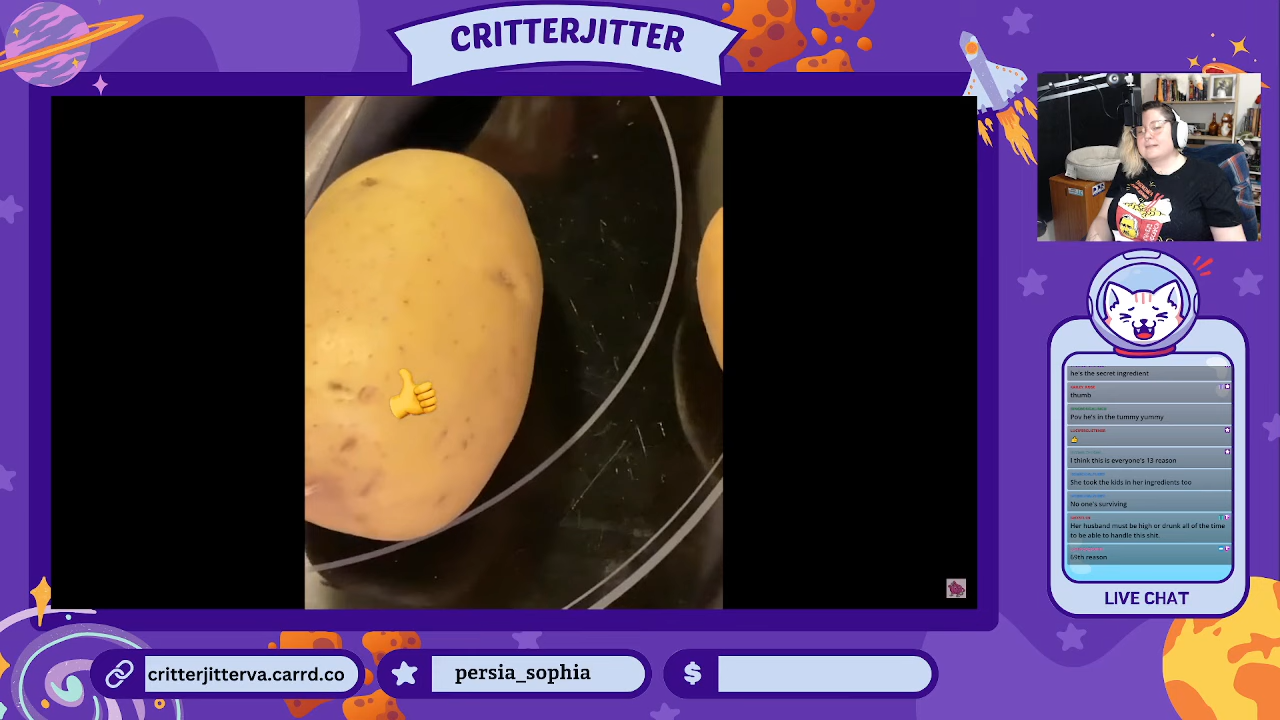 CRITTERJITTER
he's the secret ingredient
thumb
Pov he's in the tummy yummy
I think this is everyone's 13 reason
She took the kids in her ingredients too
No one's surviving
Her husband must be high or drunk all of the time
to be able to handle this shit.
69th reason
LIVE CHAT
critterjitterva.carrd.co
persia_sophia
$